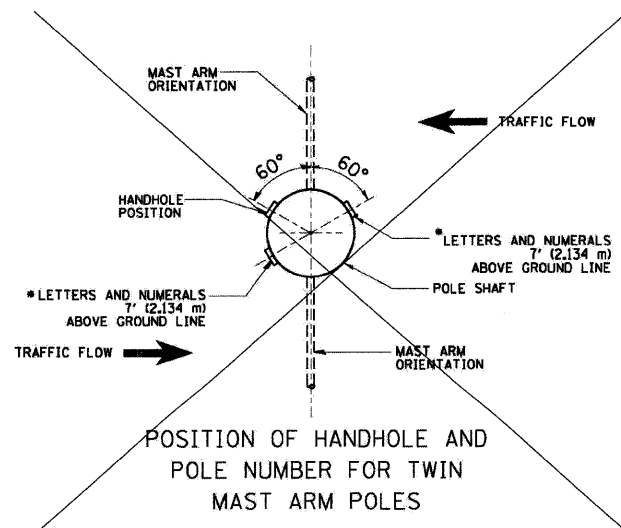 MAST ARM
ORIENTATION
TRAFFIC FLOW
60°
60°
HANDHOLE
POSITION
*LETTERS AND NUMERALS
7' (2.134 m)
ABOVE GROUND LINE
POLE SHAFT
*LETTERS AND NUMERALS
7' (2.134 m)
ABOVE GROUND LINE
TRAFFIC FLOW
MAST ARM
ORIENTATION
POSITION OF HANDHOLE AND
POLE NUMBER FOR TWIN
MAST ARM POLES